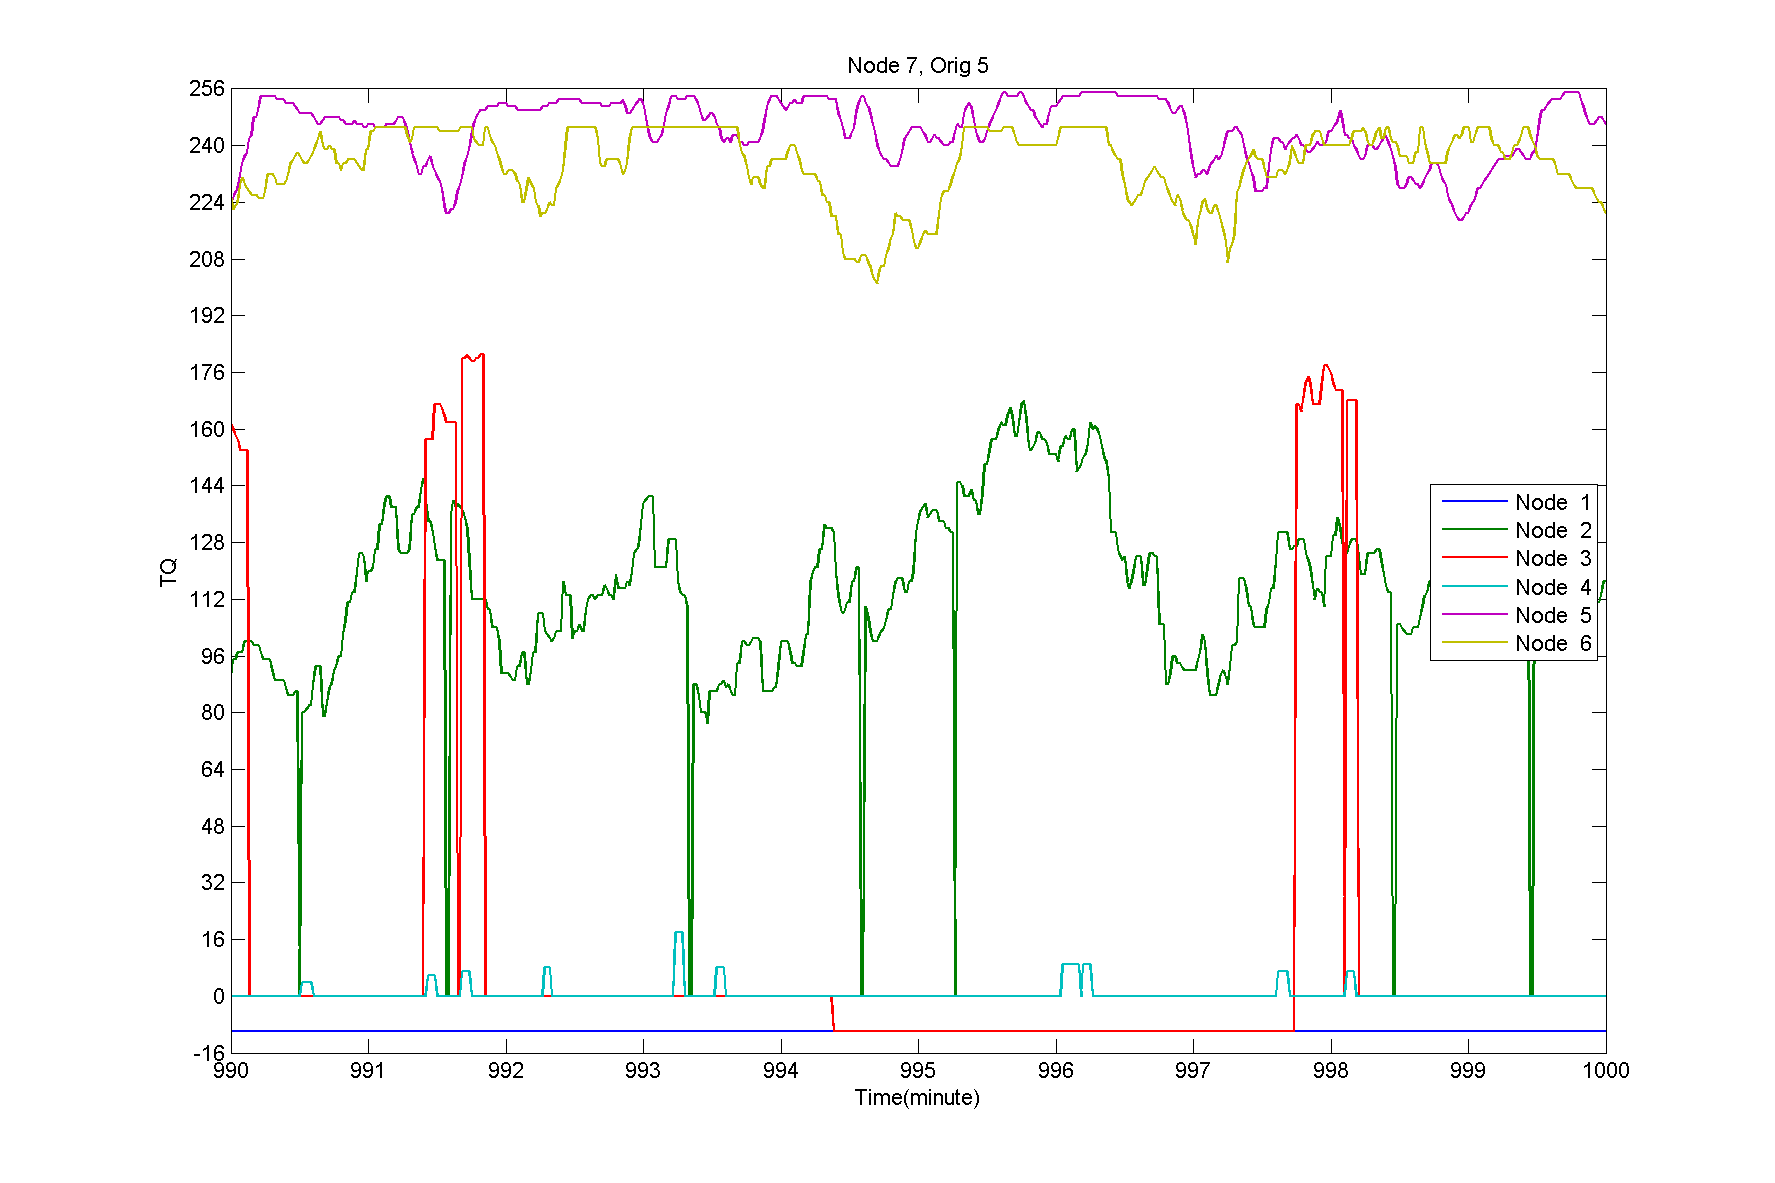 Node 7, Orig 5
256
240
224
208
192
176
160
144
128
112
96
80
64
48
32
16
0
-16
TQ
Node 1
Node 2
Node 3
Node 4
Node 5
Node 6
990 991 992 993 994 995 996 997 998 999 1000
Time(minute)